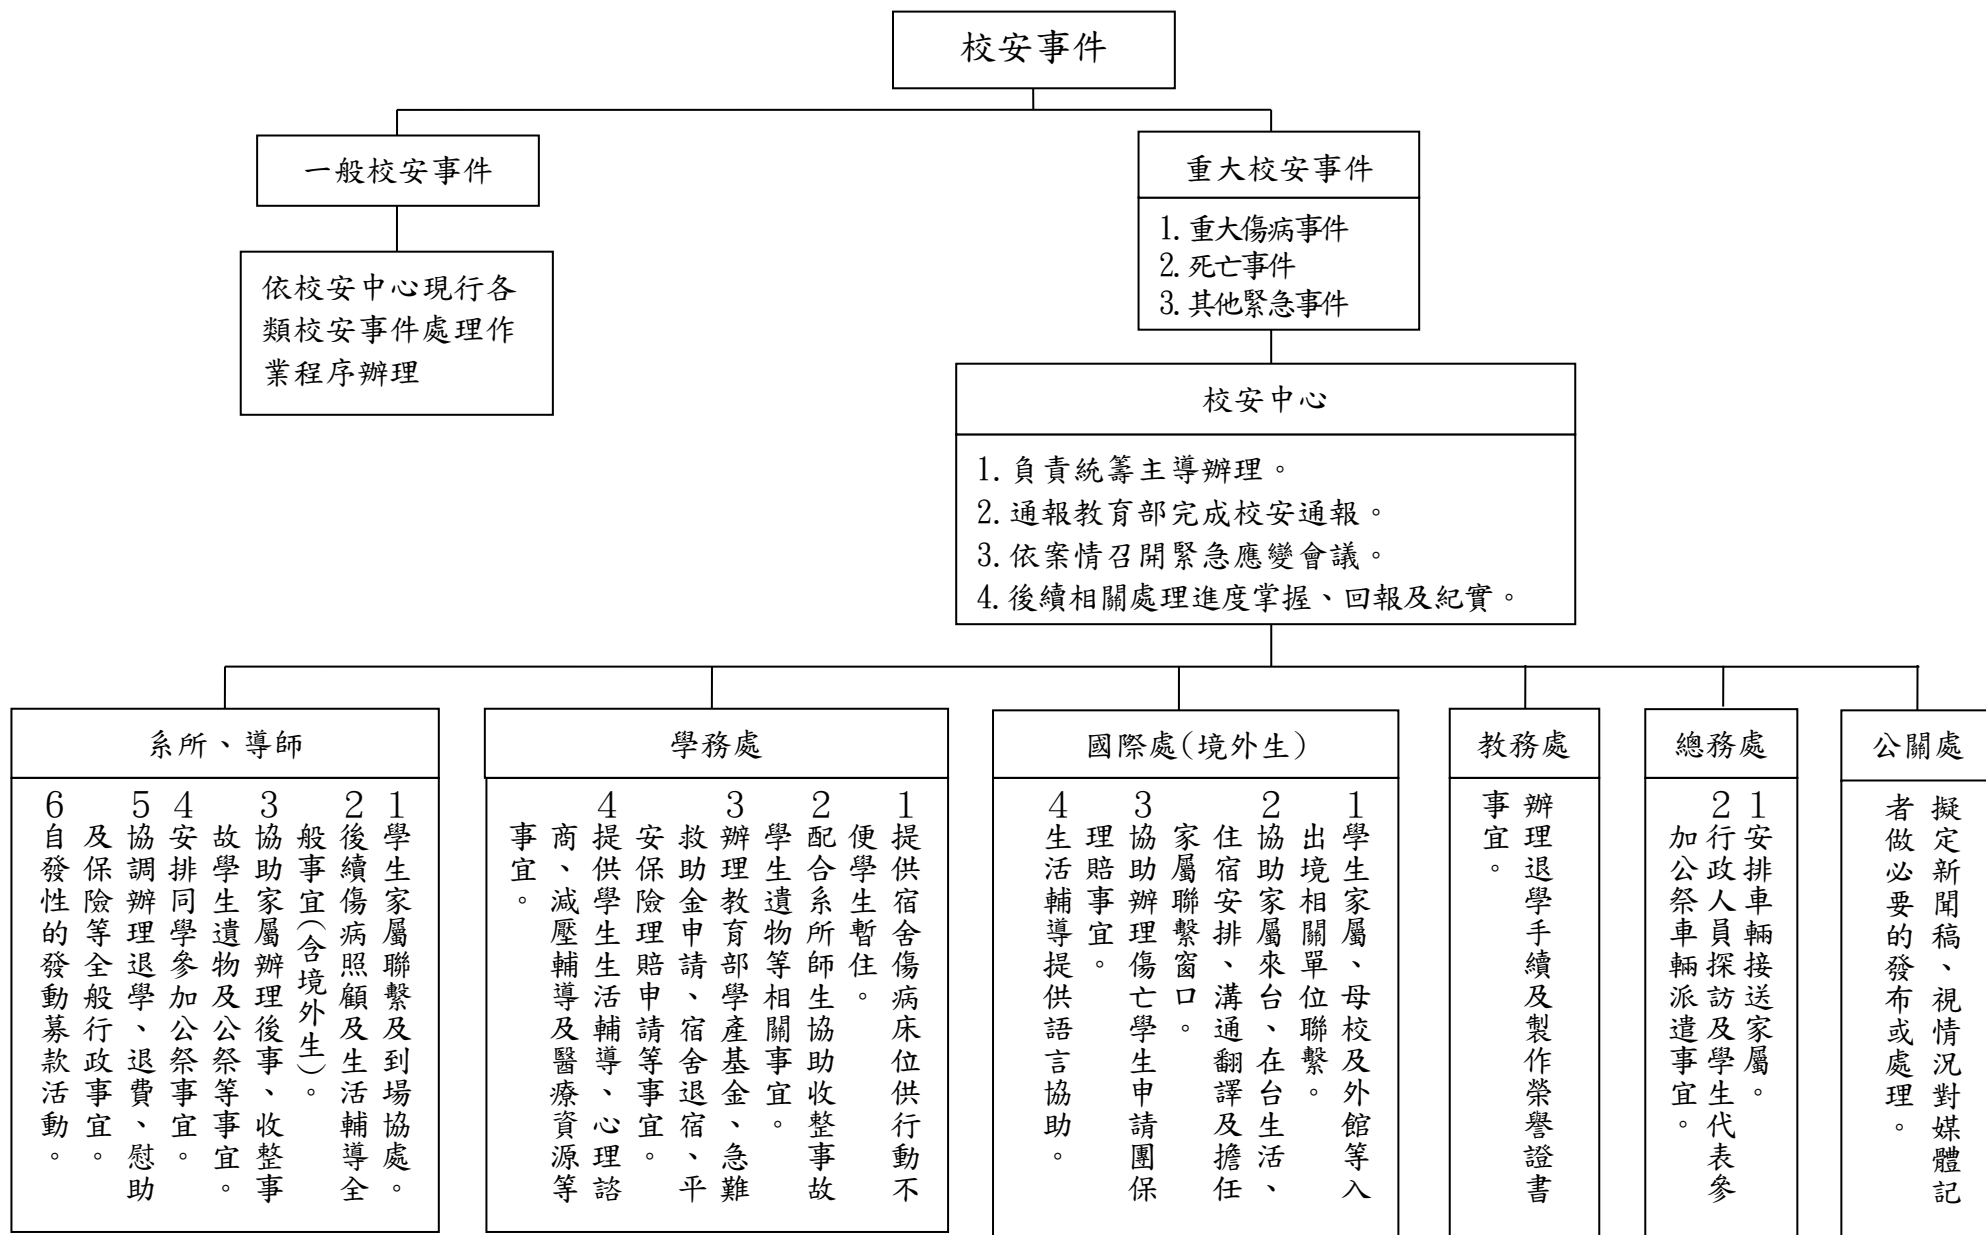 校安事件
一般校安事件
依校安中心現行各
類校安事件處理作
業程序辦理
重大校安事件
1.重大傷病事件
2.死亡事件
3.其他緊急事件
校安中心
1.負責統籌主導辦理。
2.通報教育部完成校安通報。
3.依案情召開緊急應變會議。
4.後續相關處理進度掌握、回報及紀實。
系所、導師
1學生家屬聯繫及到場協處。
2後續傷病照顧及生活輔導全
般事宜(含境外生)。
3協助家屬辦理後事、收整事
故學生遺物及公祭等事宜。
4安排同學參加公祭事宜。
5協調辦理退學、退費、慰助
及保險等全般行政事宜。
6自發性的發動募款活動。
學務處
1提供宿舍傷病床位供行動不
便學生暫住。
2配合系所師生協助收整事故
學生遺物等相關事宜。
3辦理教育部學產基金、急難
救助金申請、宿舍退宿、平
安保險理賠申請等事宜。
4提供學生生活輔導、心理諮
商、減壓輔導及醫療資源等
事宜。
國際處(境外生)
1學生家屬、母校及外館等入
出境相關單位聯繫。
2協助家屬來台、在台生活、
住宿安排、溝通翻譯及擔任
家屬聯繫窗口。
3協助辦理傷亡學生申請團保
理賠事宜。
4生活輔導提供語言協助。
教務處
辦理退學手續及製作榮譽證書
事宜。
總務處
1安排車輛接送家屬。
2行政人員探訪及學生代表參
加公祭車輛派遣事宜。
公關處
擬定新聞稿、視情況對媒體記
者做必要的發布或處理。